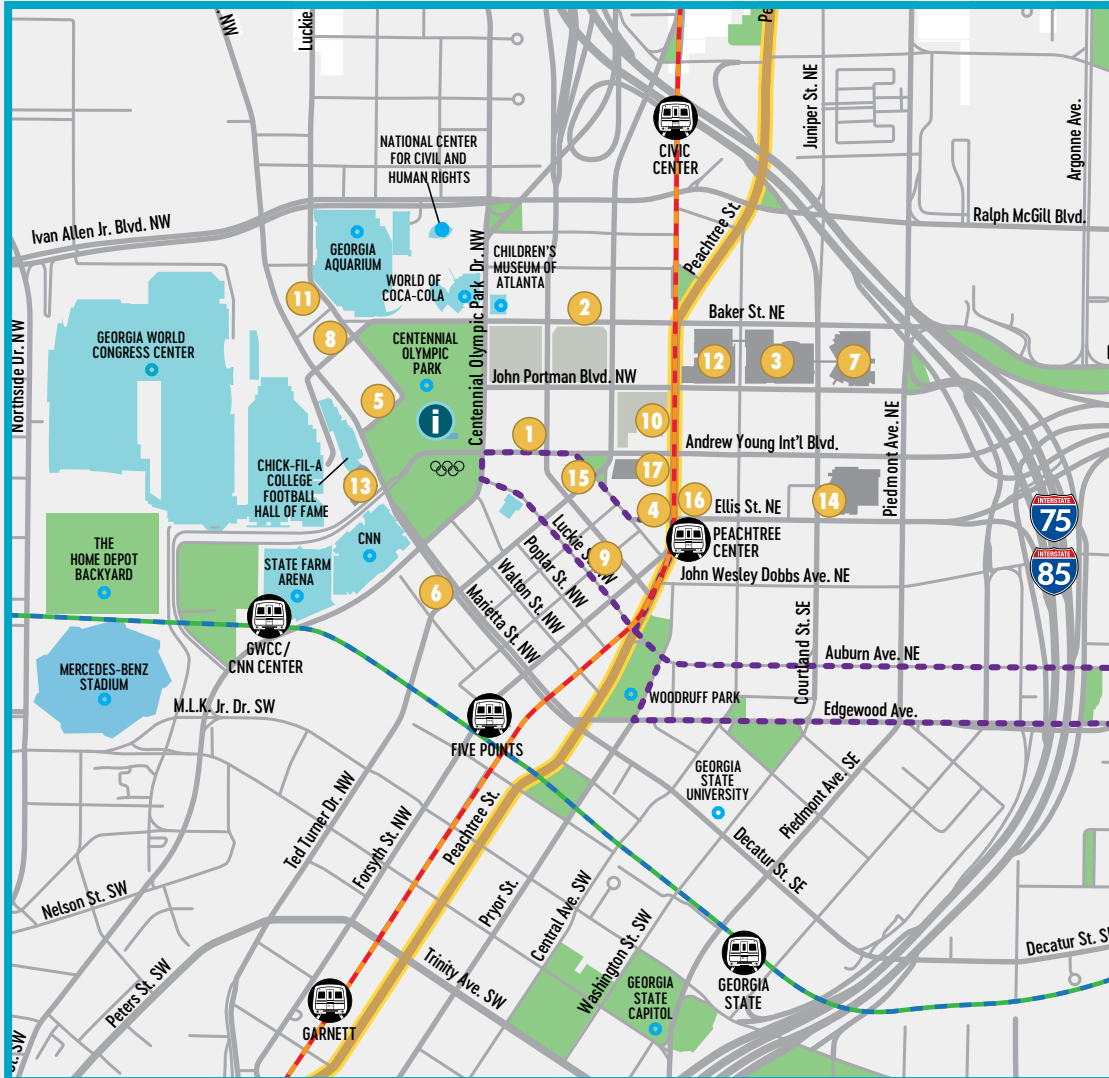 NW
Luckie
Pe
Juniper St. NE
Argonne Ave.
CIVIC
CENTER
NATIONAL CENTER
FOR CIVIL AND
HUMAN RIGHTS
Ivan Allen Jr. Blvd. NW
Ralph McGill Blvd.
Peachtree St.
GEORGIA
AQUARIUM
WORLD OF
COCA-COLA
Centennial Olympic Park Dr. NW
CHILDREN'S
MUSEUM OF
ATLANTA
11
2
Baker St. NE
8
GEORGIA WORLD
CONGRESS CENTER
CENTENNIAL
OLYMPIC
PARK
12
3
7
Northside Dr. NW
John Portman Blvd. NW
5
i
10
1
Andrew Young Int'l Blvd.
Piedmont Ave. NE
CHICK-FIL-A
COLLEGE
FOOTBALL
HALL OF FAME
13
15
17
4
16
14
Ellis St. NE
INTERSTATE
75
INTERSTATE
85
PEACHTREE
CENTER
Luckie St. NW
9
Poplar St. NW
Walton St. NW
Marietta St. NW
John Wesley Dobbs Ave. NE
CNN
THE
HOME DEPOT
BACKYARD
STATE FARM
ARENA
6
GWCC/
CNN CENTER
Courtland St. SE
Auburn Ave. NE
MERCEDES-BENZ
STADIUM
WOODRUFF PARK
M.L.K. Jr. Dr. SW
Edgewood Ave.
FIVE POINTS
GEORGIA
STATE
UNIVERSITY
Piedmont Ave. SE
Ted Turner Dr. NW
Forsyth St. NW
Peachtree St.
Decatur St. SE
Pryor St.
Central Ave. SW
Washington St. SW
Nelson St. SW
Peters St. SW
Trinity Ave. SW
GEORGIA
STATE
CAPITOL
GEORGIA
STATE
Decatur St. S
GARNETT
St. SW